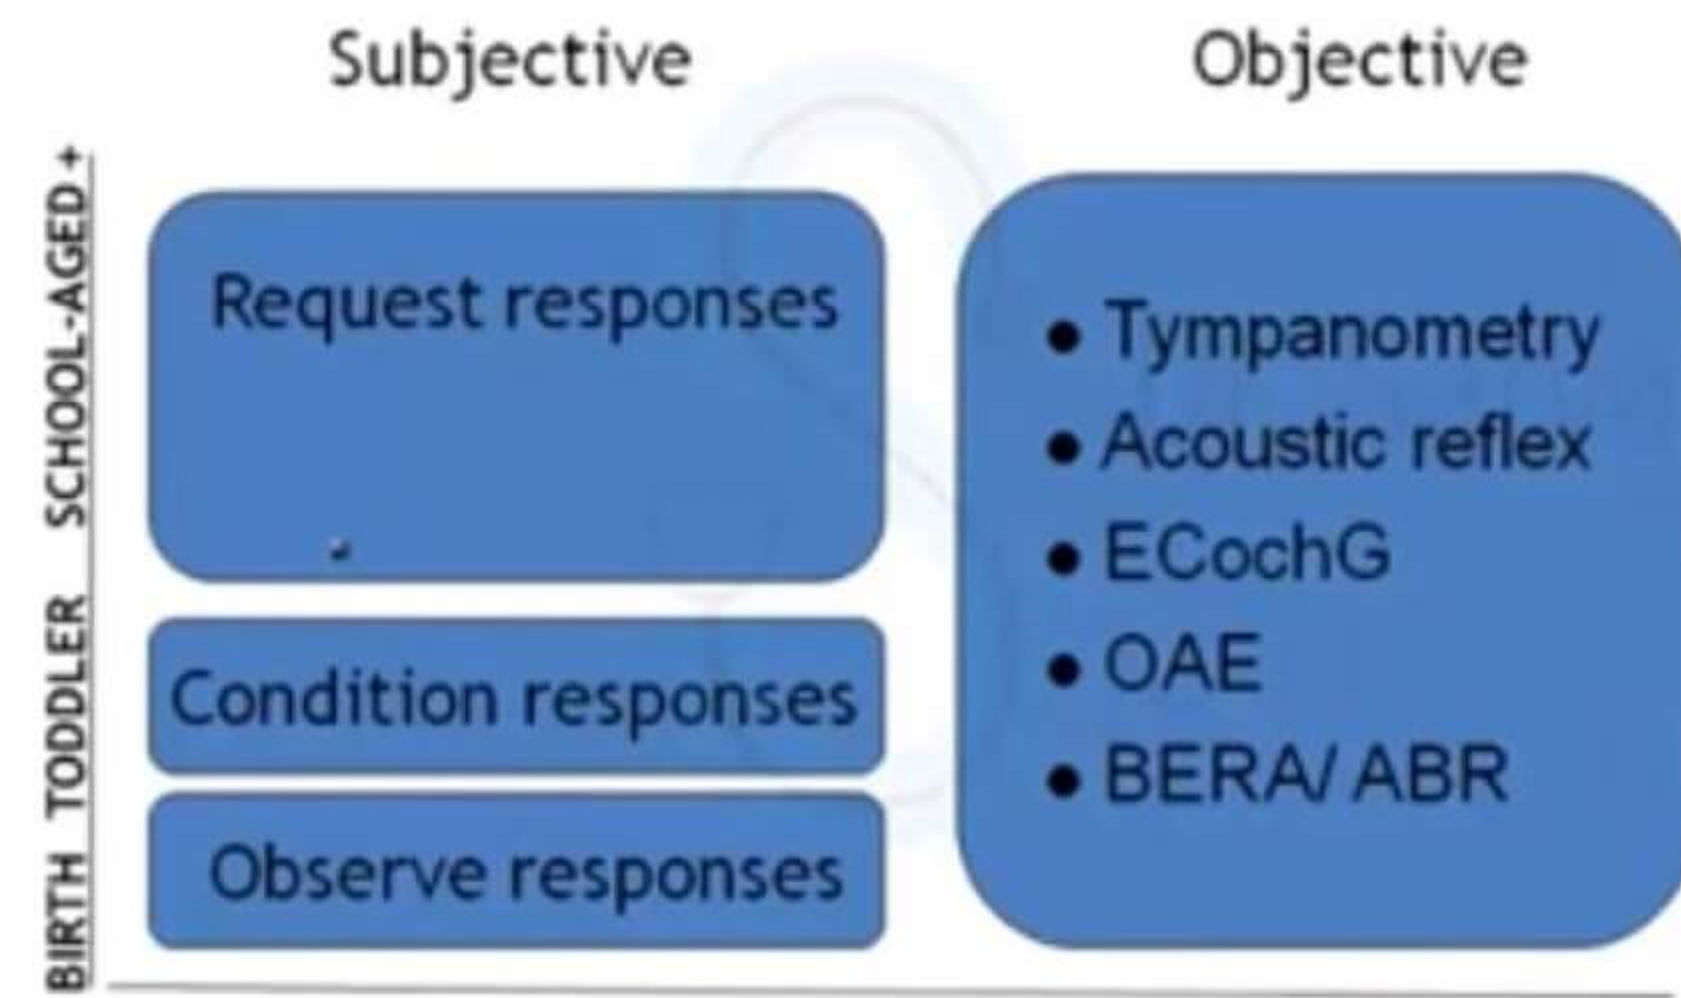 Subjective
Objective
SCHOOL-AGED +
TODDLER
BIRTH
Request responses
Condition responses
Observe responses
• Tympanometry
• Acoustic reflex
• ECochG
• OAE
• BERA/ ABR